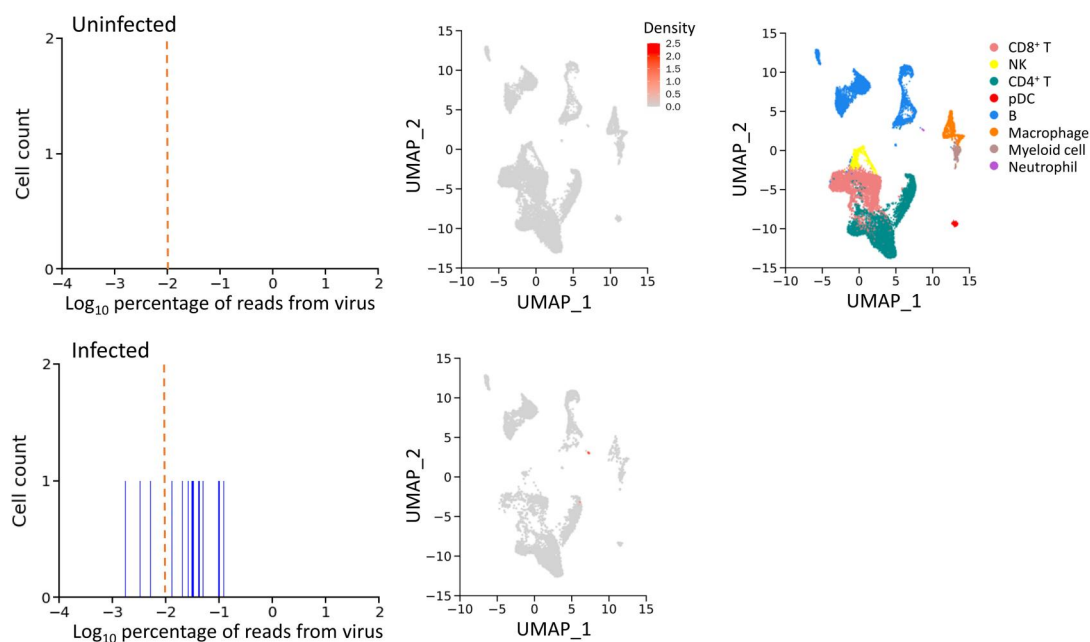 Uninfected
Cell count
2
1
0
−4 −3 −2 −1 0 1 2
Log₁₀ percentage of reads from virus
UMAP_2
15
10
5
0
−5
−10
−15
−10 −5 0 5 10 15
UMAP_1
Density
2.5
2.0
1.5
1.0
0.5
0.0
UMAP_2
15
10
5
0
−5
−10
−15
−10 −5 0 5 10 15
UMAP_1
CD8⁺ T
NK
CD4⁺ T
pDC
B
Macrophage
Myeloid cell
Neutrophil
Infected
Cell count
2
1
0
−4 −3 −2 −1 0 1 2
Log₁₀ percentage of reads from virus
UMAP_2
15
10
5
0
−5
−10
−15
−10 −5 0 5 10 15
UMAP_1